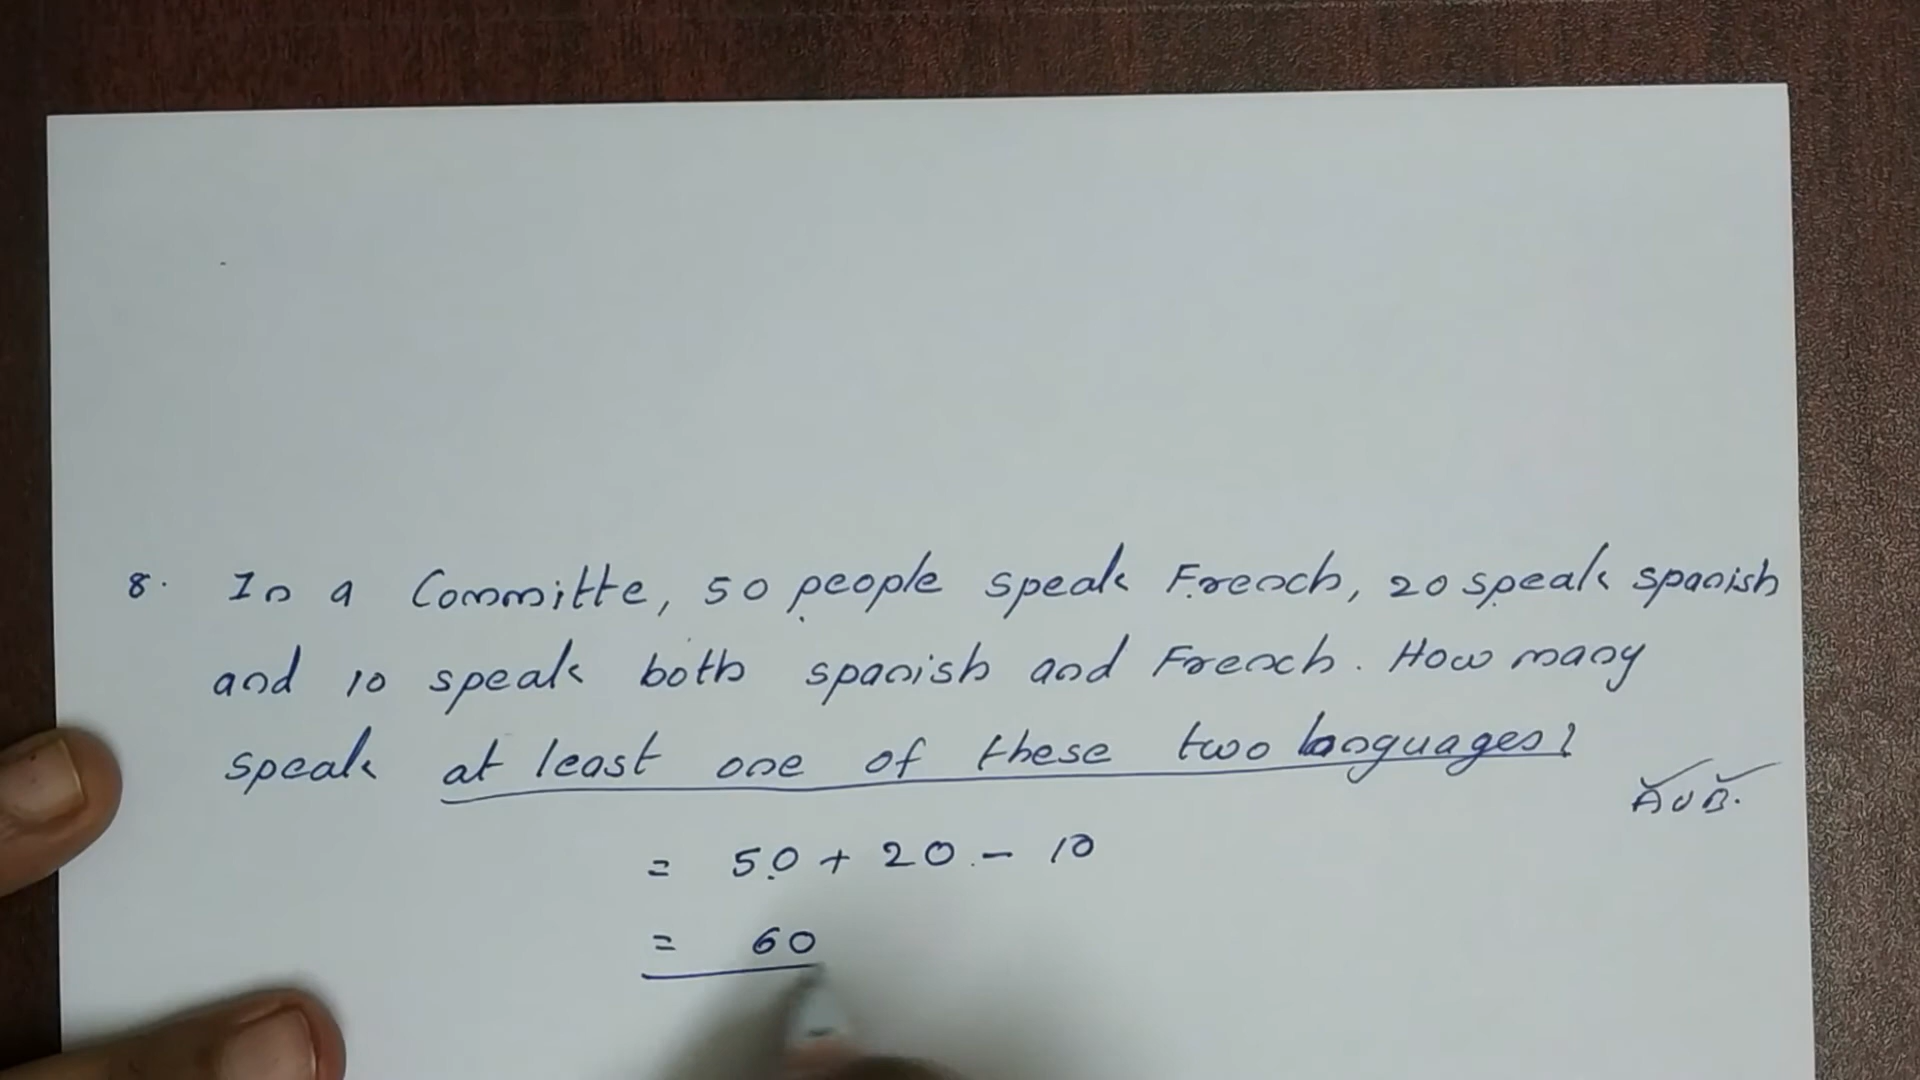 8. In a Committe, 50 people speak French, 20 speak spanish
and 10 speak both spanish and French. How many
speak at least one of these two languages?
A∪B.
= 50 + 20 - 10
= 60